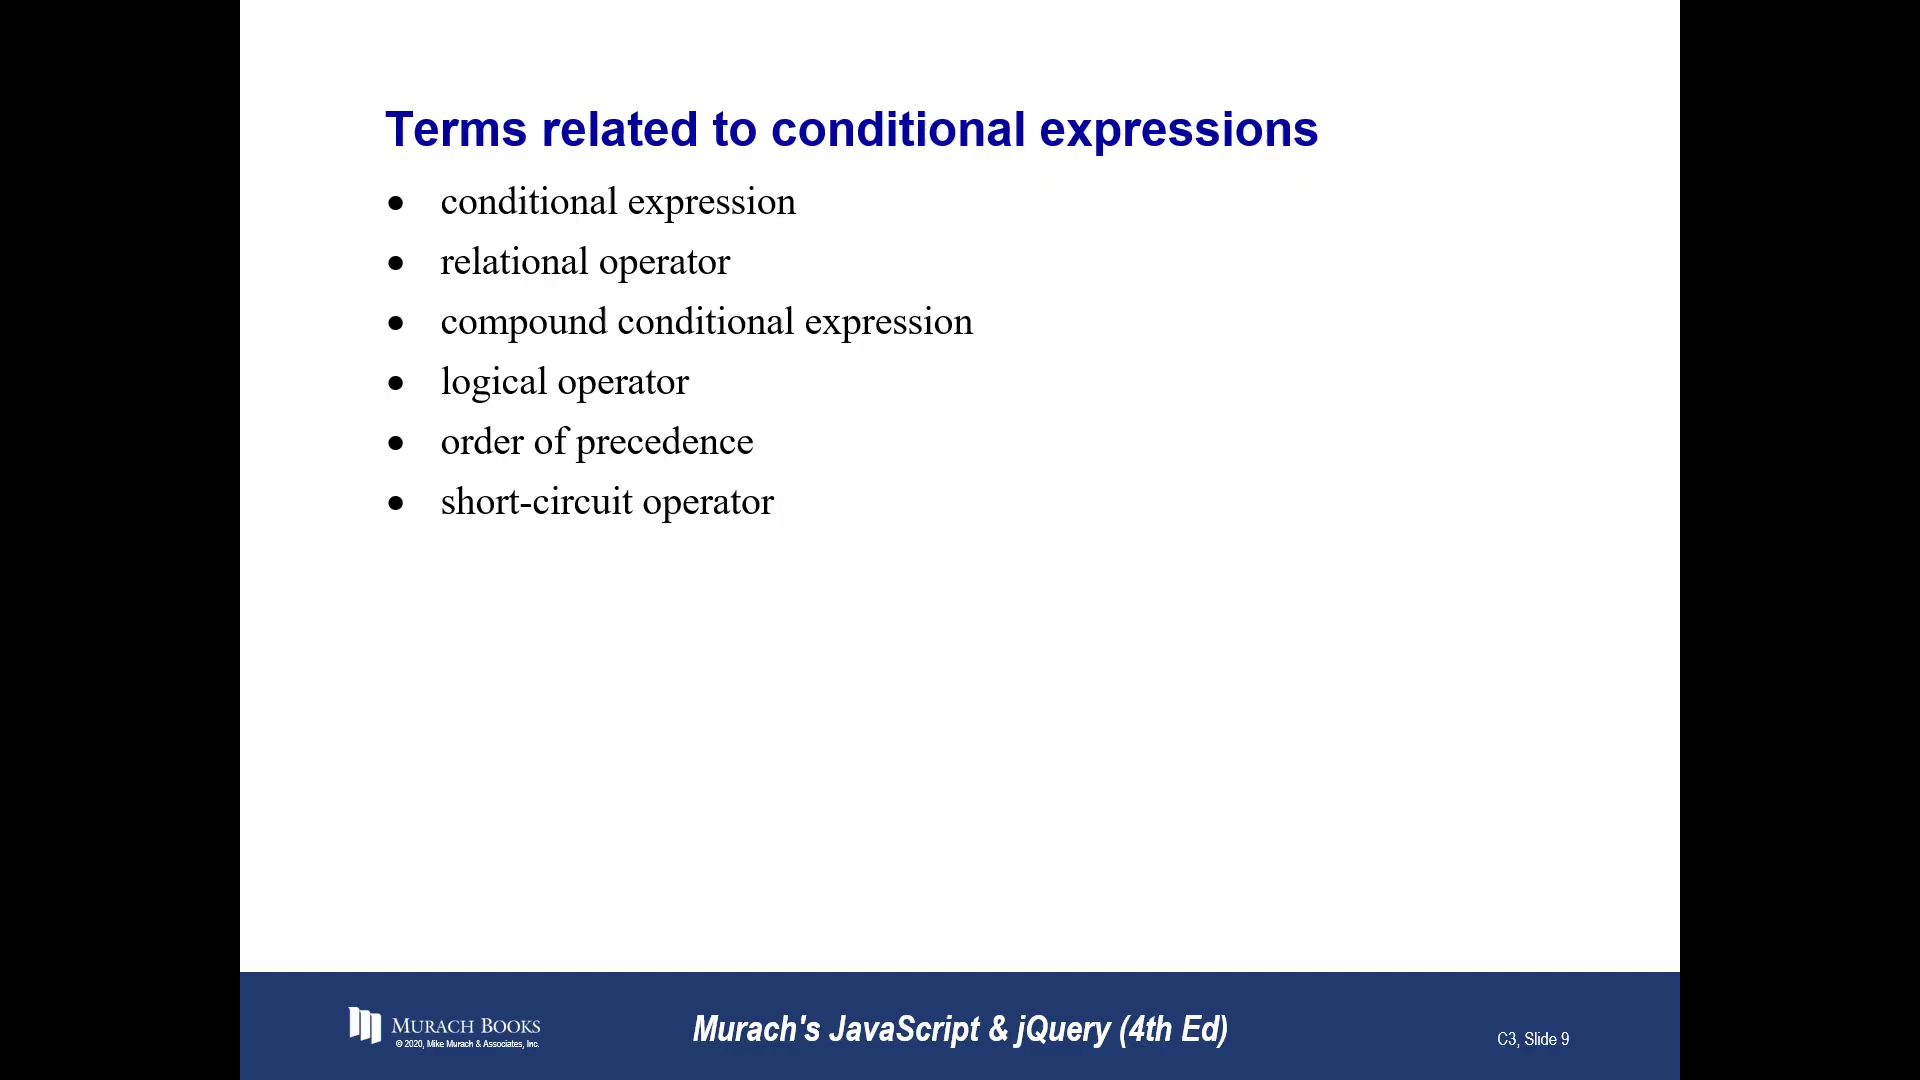 Terms related to conditional expressions
• conditional expression
• relational operator
• compound conditional expression
• logical operator
• order of precedence
• short-circuit operator
MURACH BOOKS
© 2020, Mike Murach & Associates, Inc.
Murach's JavaScript & jQuery (4th Ed)
C3, Slide 9